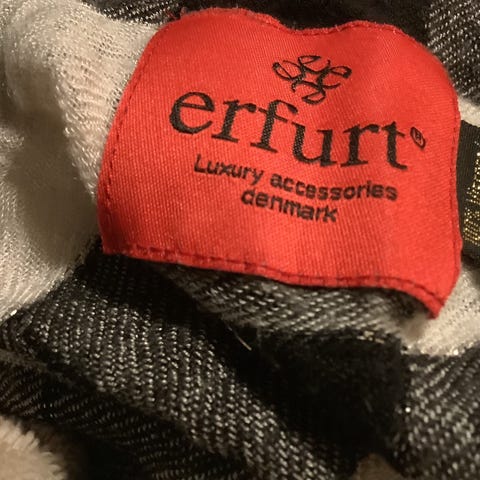 erfurt®
Luxury accessories
denmark